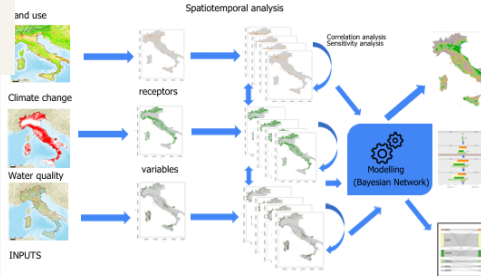 Spatiotemporal analysis
and use
Correlation analysis
Sensitivity analysis
receptors
Climate change
variables
Modelling
(Bayesian Network)
Water quality
INPUTS